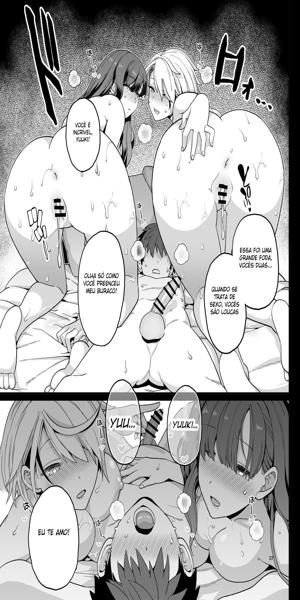 VOCÊ É
INCRÍVEL,
YUUKI!
ESSA FOI UMA
GRANDE FODA,
VOCÊS DUAS...
OLHA SÓ COMO
VOCÊ PREENCHEU
MEU BURACO!
QUANDO SE
TRATA DE
SEXO, VOCÊS
SÃO LOUCAS
YUU...
YUUKI...
EU TE AMO!